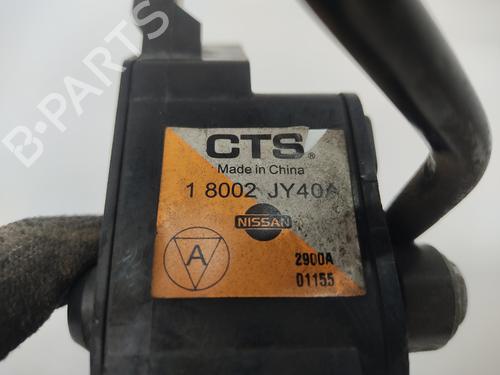 B-PARTS
CTS®
Made in China
1 8002 JY40A
NISSAN
A
2900A
01155